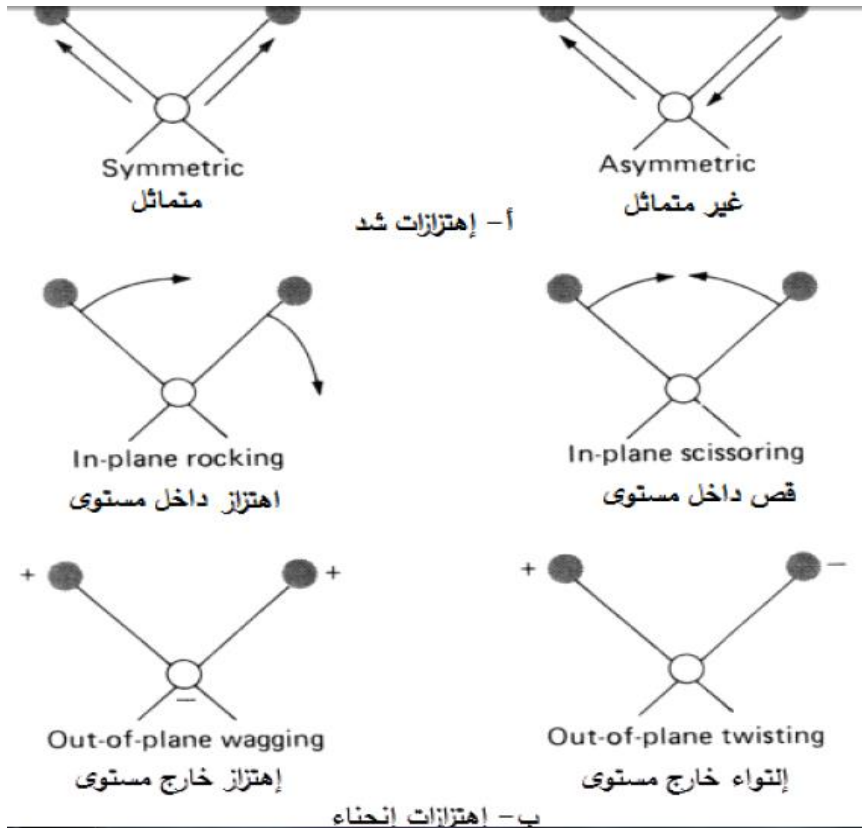 Symmetric
متماثل
Asymmetric
غير متماثل
أ- إهتزازات شد
In-plane rocking
اهتزاز داخل مستوى
In-plane scissoring
قص داخل مستوى
+ +
−
Out-of-plane wagging
إهتزاز خارج مستوى
+ −
Out-of-plane twisting
إلتواء خارج مستوى
ب- إهتزازات إنحناء